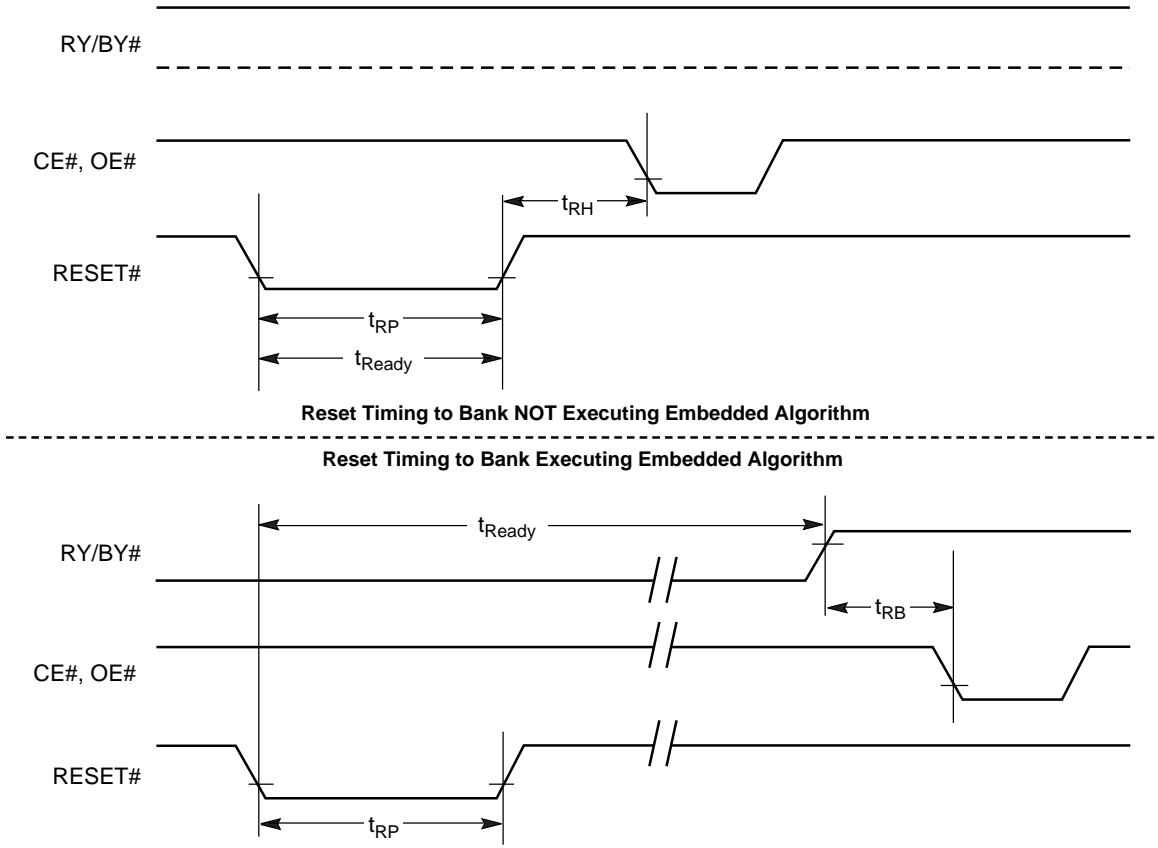 RY/BY#
CE#, OE#
tRH
RESET#
tRP
tReady
Reset Timing to Bank NOT Executing Embedded Algorithm
Reset Timing to Bank Executing Embedded Algorithm
tReady
RY/BY#
tRB
CE#, OE#
RESET#
tRP